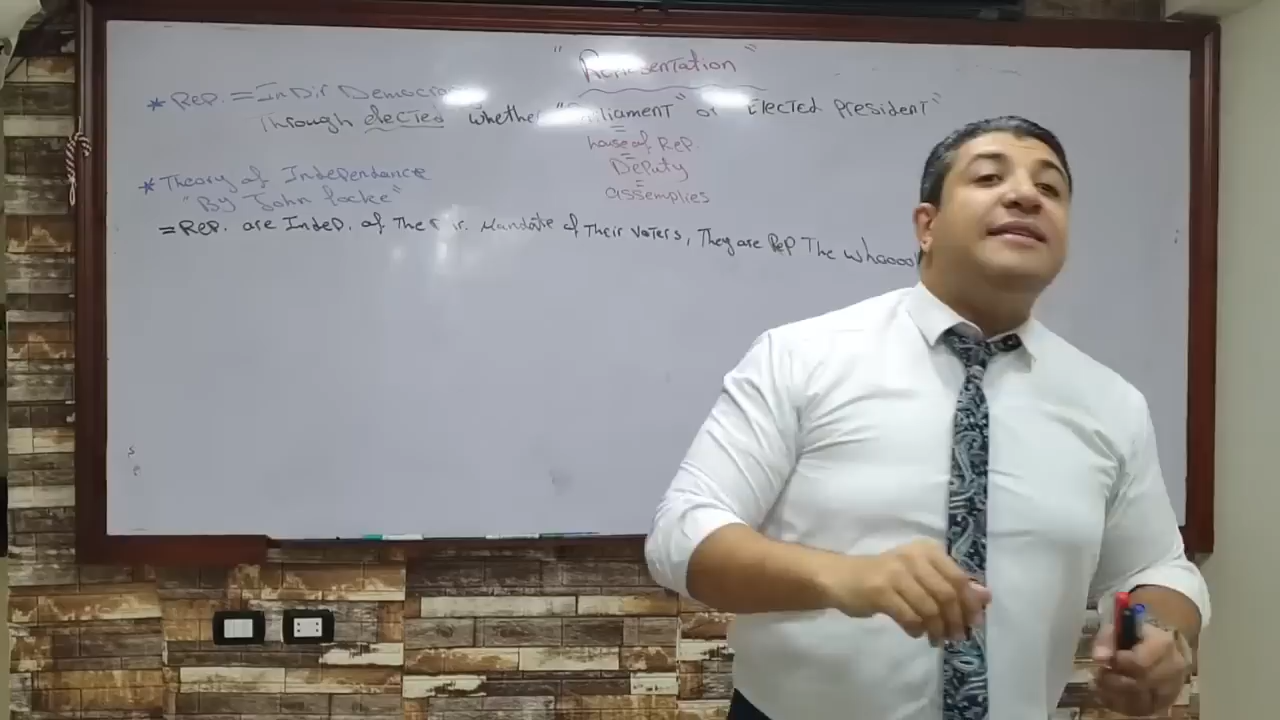 "Representation"
* Rep. = InDir Democracy
Through elected whether "Parliament" or Elected President"
house of Rep.
=
Deputy
=
assemplies
* Theory of Independance
"By John locke"
= Rep. are IndeP. of The ir. Mandate of Their Voters, They are Rep The whoooo